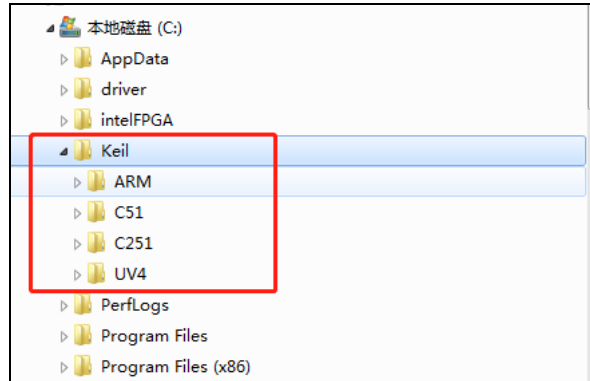 本地磁盘 (C:)
AppData
driver
intelFPGA
Keil
ARM
C51
C251
UV4
PerfLogs
Program Files
Program Files (x86)